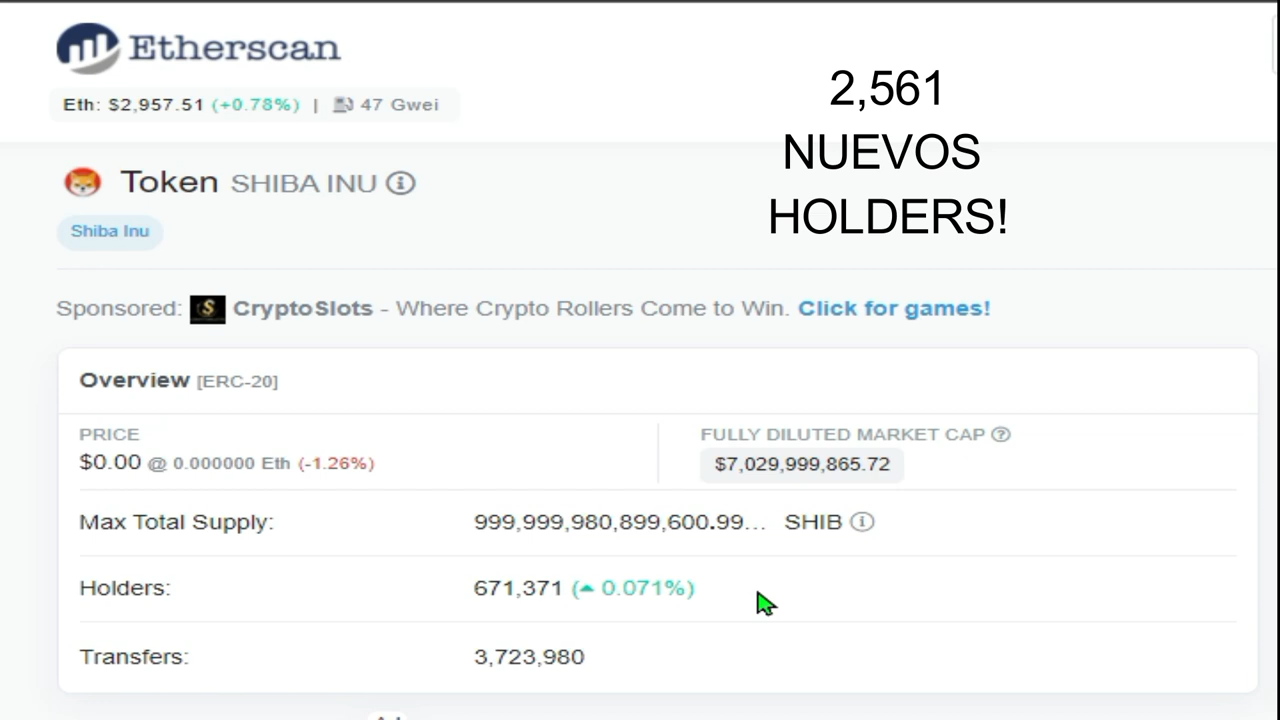 Etherscan
Eth: $2,957.51 (+0.78%) | 47 Gwei
2,561
NUEVOS
HOLDERS!
Token SHIBA INU
Shiba Inu
Sponsored: CryptoSlots - Where Crypto Rollers Come to Win. Click for games!
Overview [ERC-20]
PRICE
$0.00 @ 0.000000 Eth (-1.26%)
FULLY DILUTED MARKET CAP
$7,029,999,865.72
Max Total Supply: 999,999,980,899,600.99... SHIB
Holders: 671,371 (0.071%)
Transfers: 3,723,980